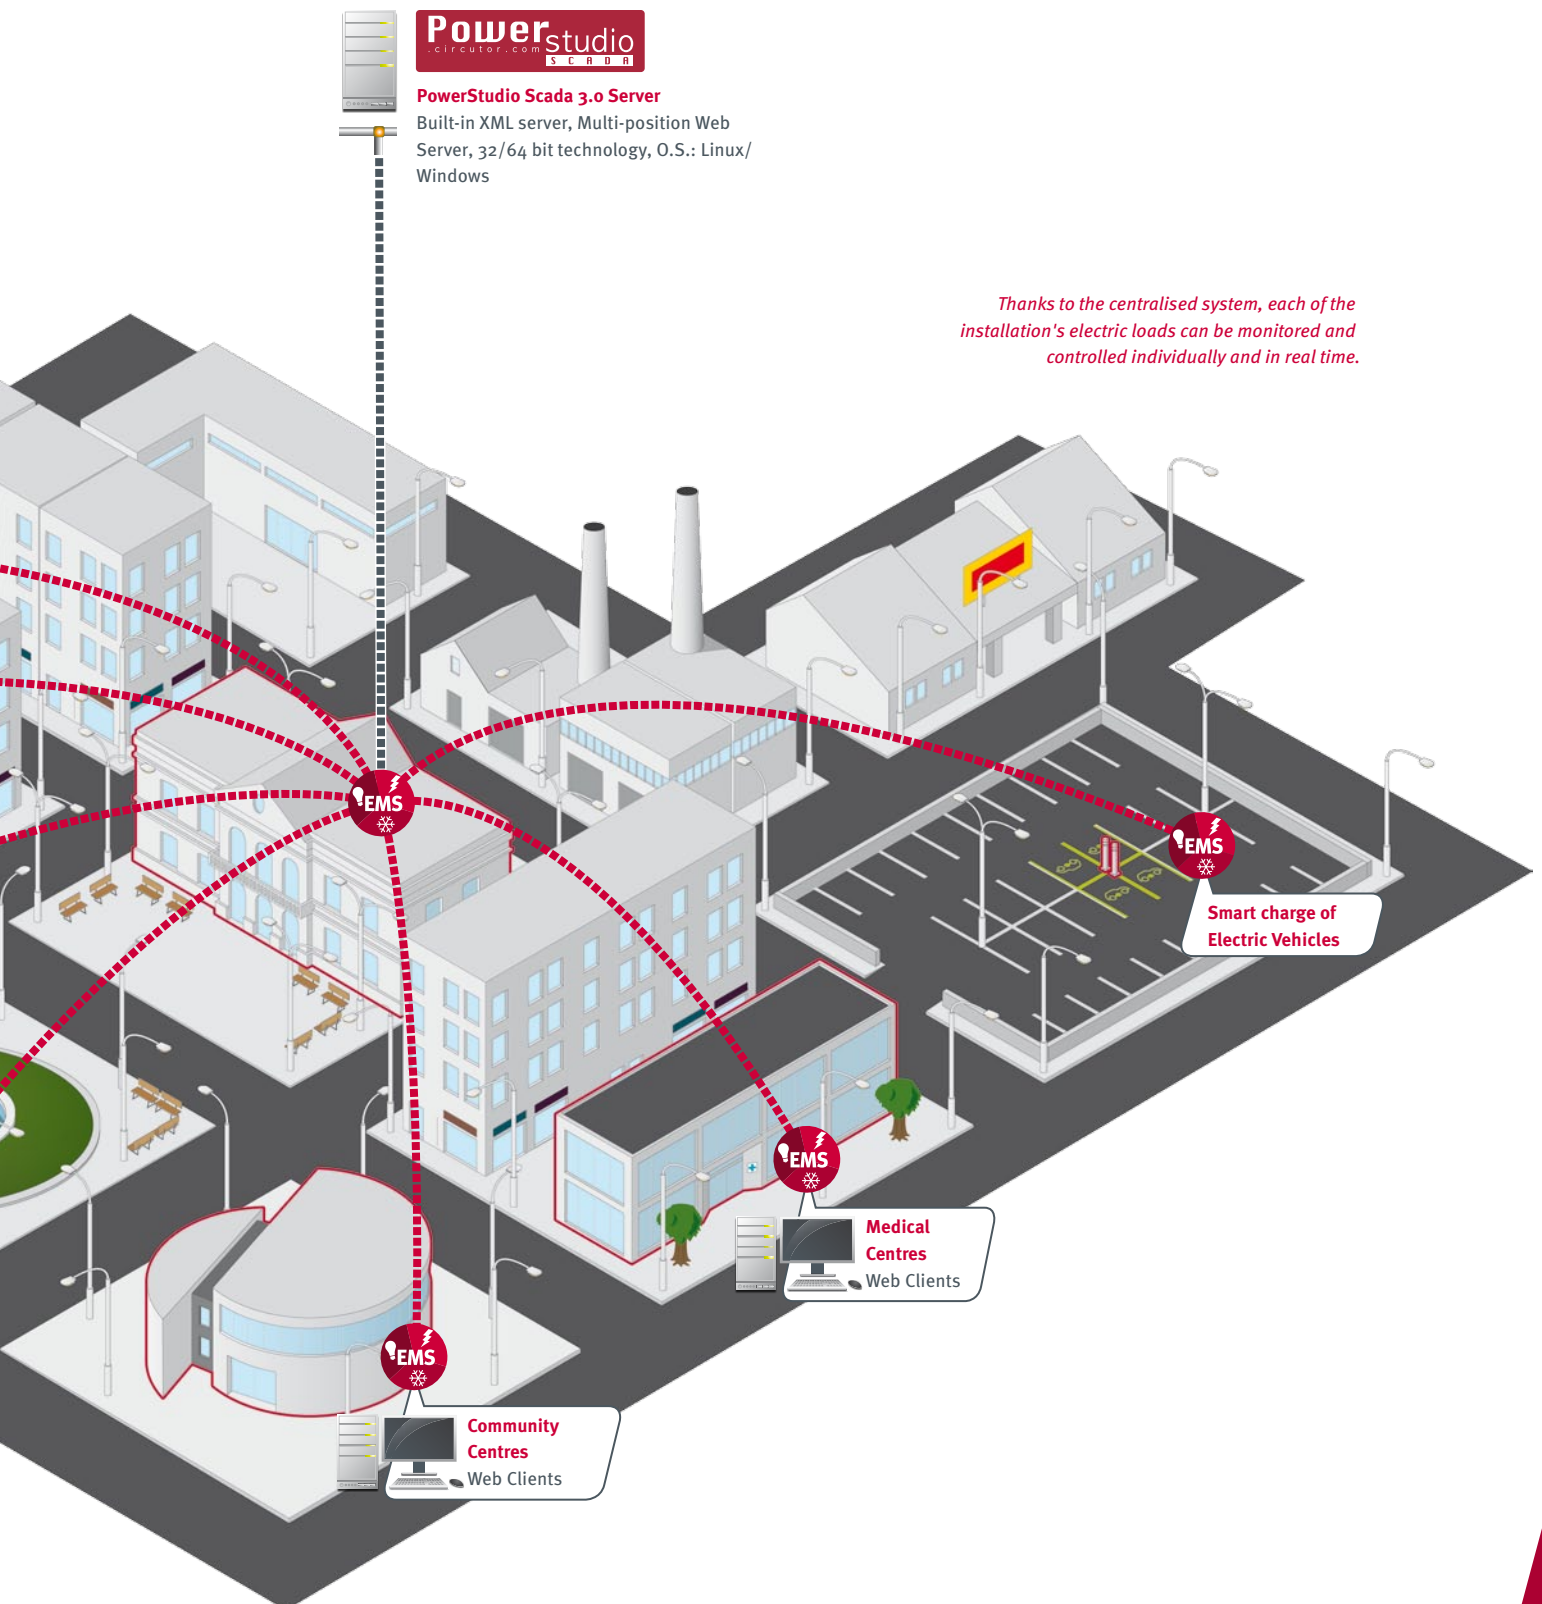 Power
studio
.circutor.com
SCADA
PowerStudio Scada 3.0 Server
Built-in XML server, Multi-position Web
Server, 32/64 bit technology, O.S.: Linux/
Windows
Thanks to the centralised system, each of the
installation's electric loads can be monitored and
controlled individually and in real time.
EMS
EMS
Smart charge of
Electric Vehicles
EMS
Medical
Centres
Web Clients
EMS
Community
Centres
Web Clients